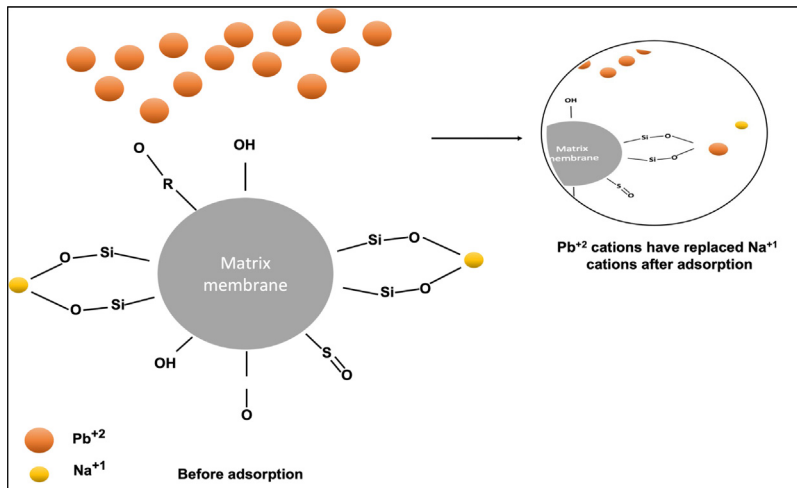 O
R
OH
O
Si
O
Si
Matrix
membrane
Si
O
Si
O
OH
S
O
O
Pb+2
Na+1
Before adsorption
OH
Si
O
Si
O
Matrix
membrane
S
O
Pb+2 cations have replaced Na+1
cations after adsorption